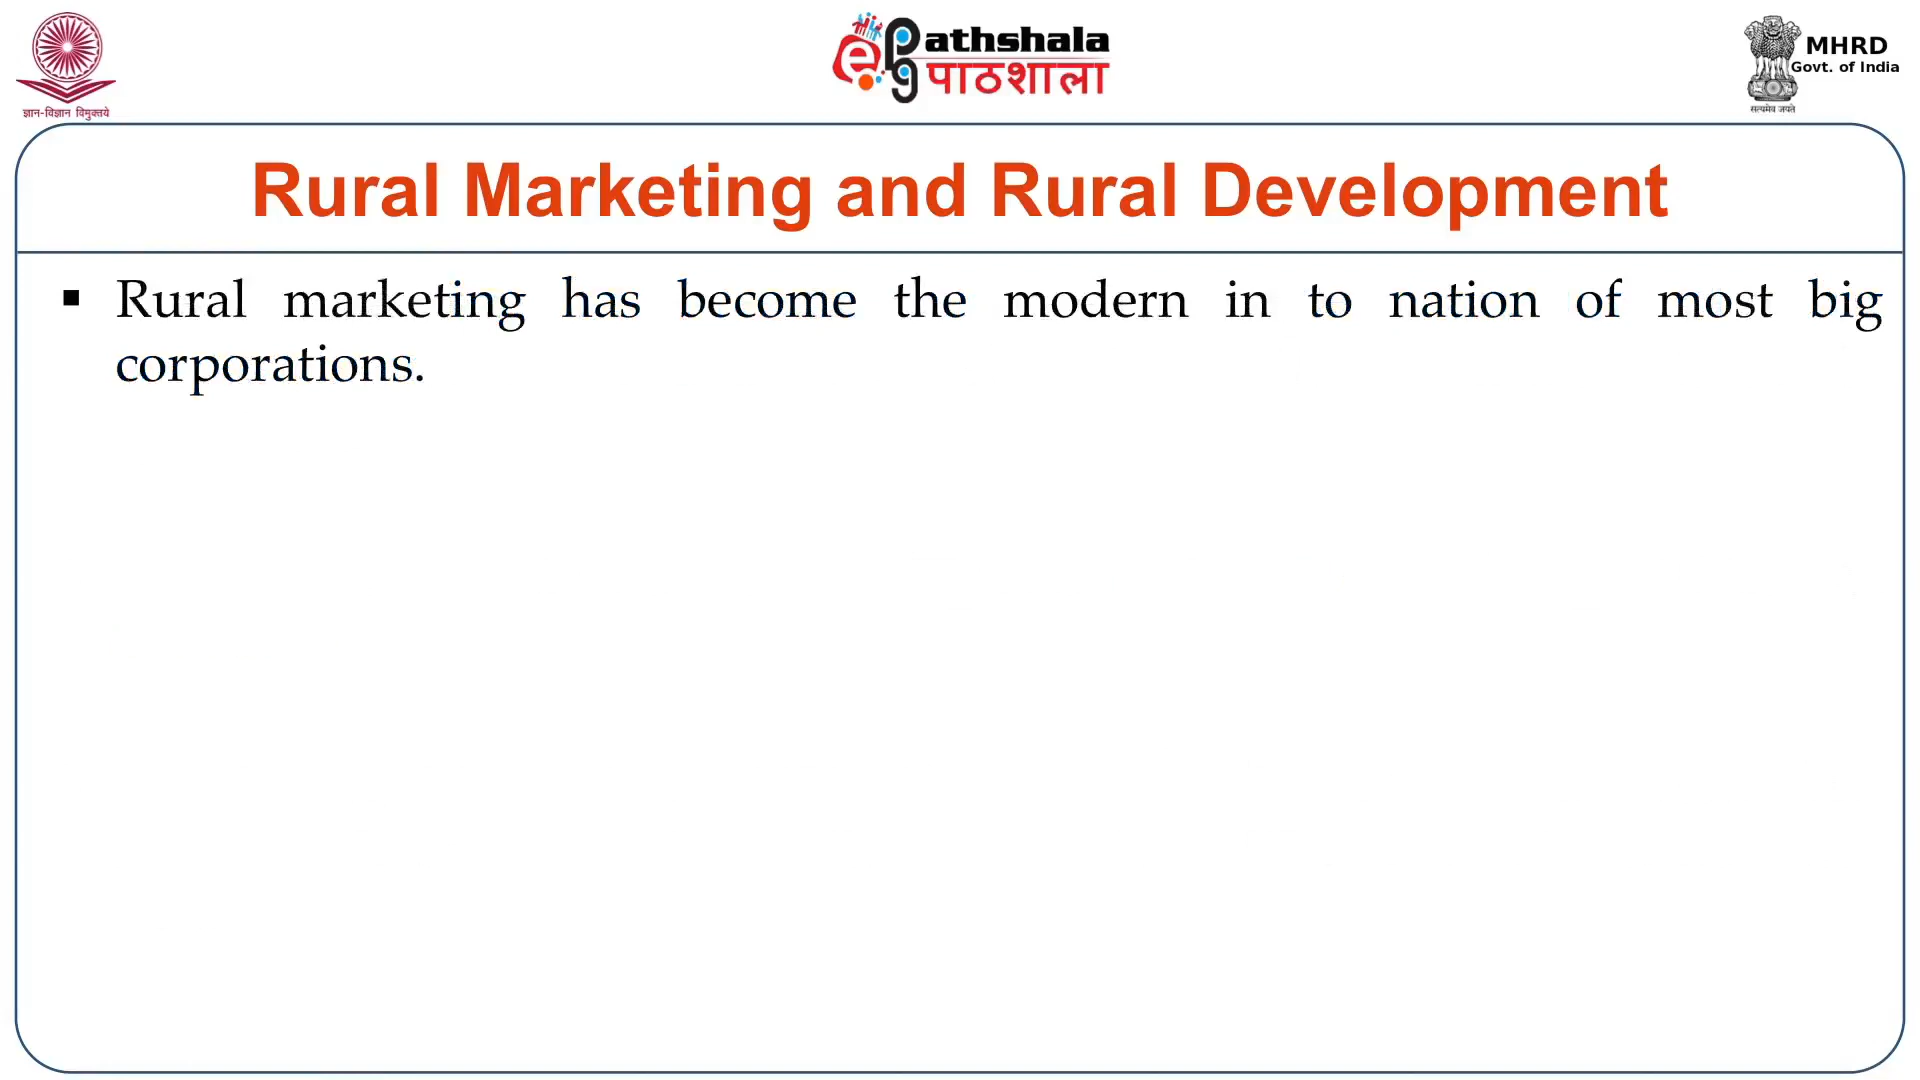 ज्ञान-विज्ञान विमुक्तये
e Pathshala
पाठशाला
MHRD
Govt. of India
सत्यमेव जयते
Rural Marketing and Rural Development
▪ Rural marketing has become the modern in to nation of most big
corporations.